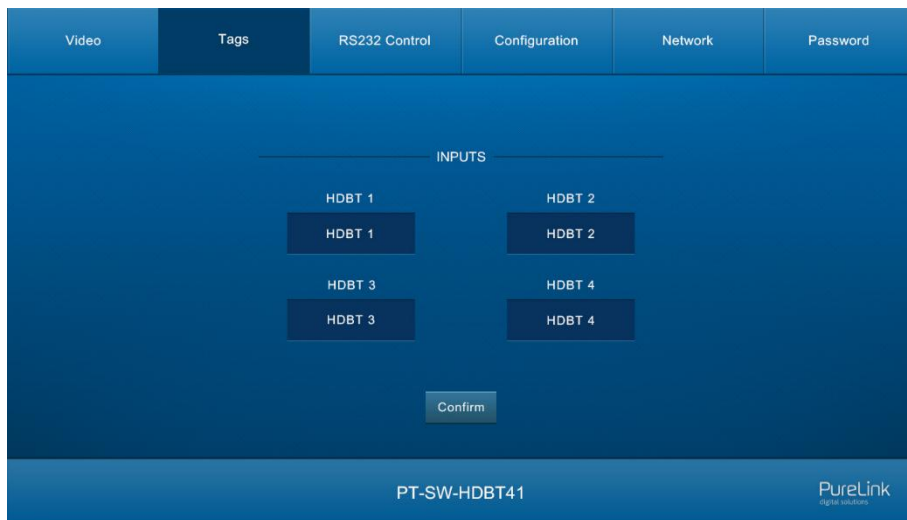 Video Tags RS232 Control Configuration Network Password
INPUTS
HDBT 1 HDBT 2
HDBT 1 HDBT 2
HDBT 3 HDBT 4
HDBT 3 HDBT 4
Confirm
PT-SW-HDBT41
PureLink
digital solutions